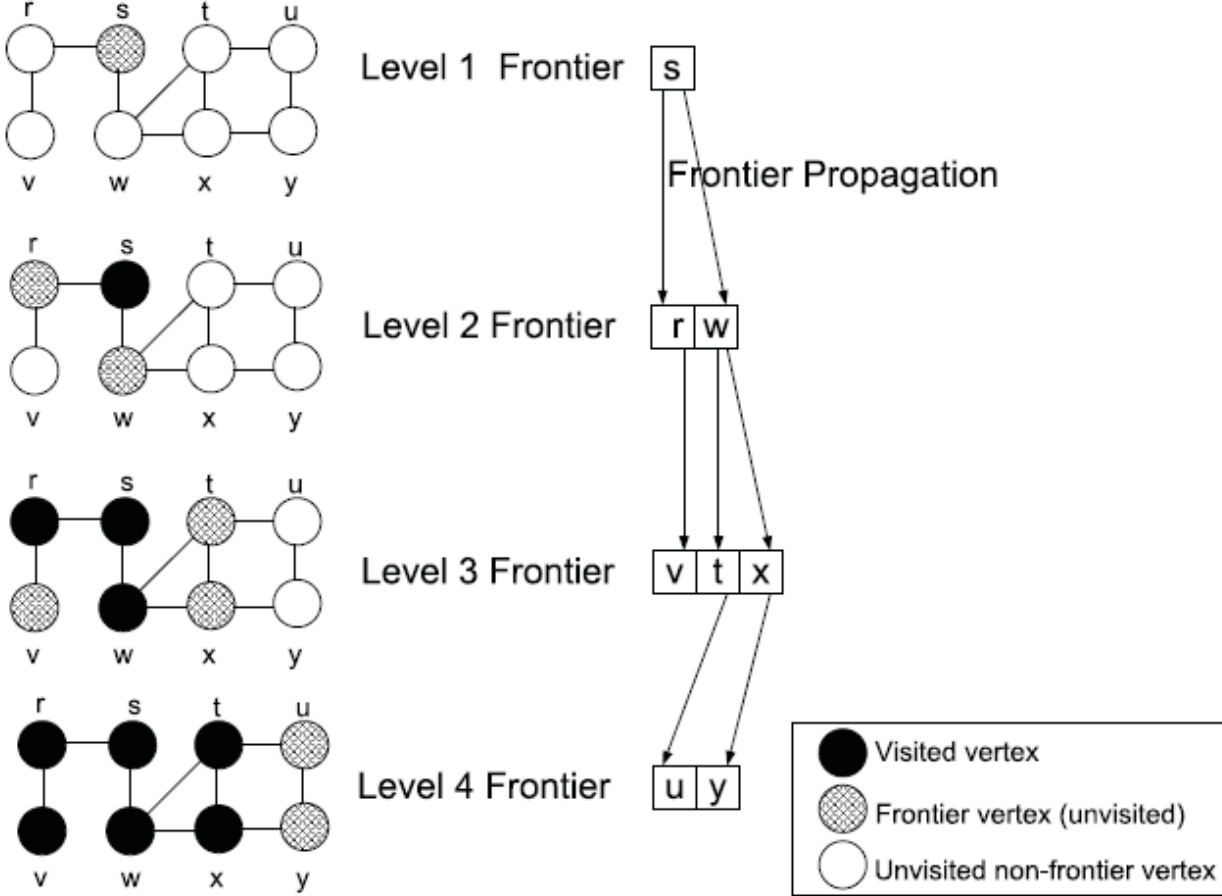 r s t u
Level 1 Frontier s
v w x y
Frontier Propagation
r s t u
Level 2 Frontier r w
v w x y
r s t u
Level 3 Frontier v t x
v w x y
r s t u
Level 4 Frontier u y
v w x y
Visited vertex
Frontier vertex (unvisited)
Unvisited non-frontier vertex